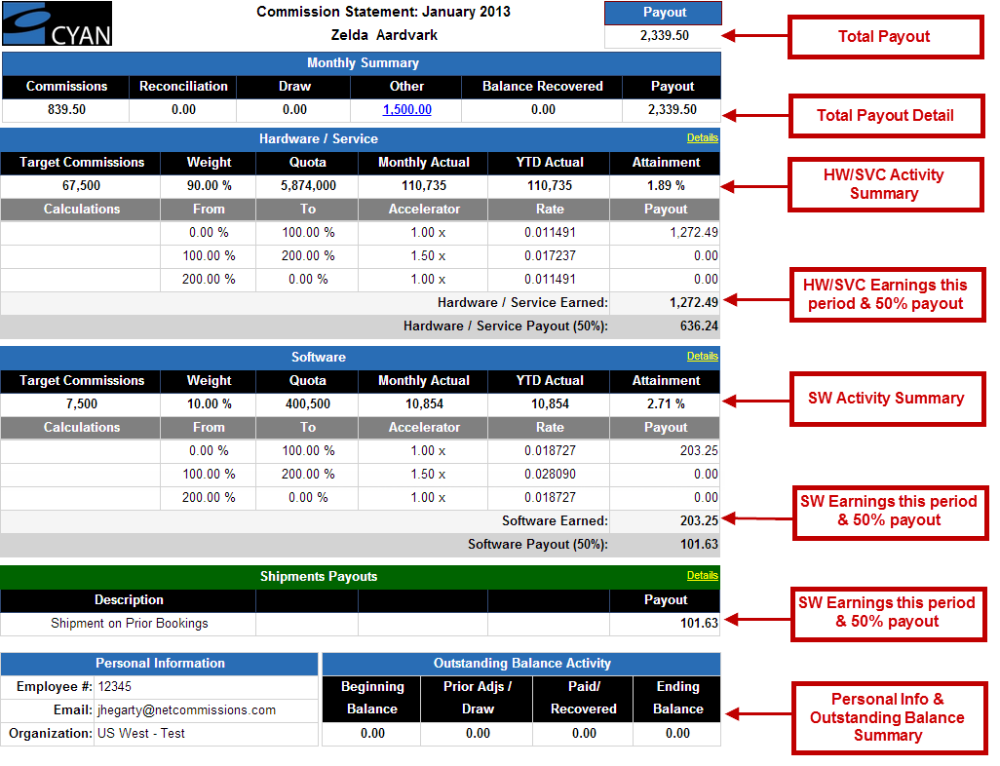 CYAN
Commission Statement: January 2013
Zelda Aardvark
Payout
2,339.50
Total Payout
Monthly Summary
Commissions Reconciliation Draw Other Balance Recovered Payout
839.50 0.00 0.00 1,500.00 0.00 2,339.50
Total Payout Detail
Hardware / Service Details
Target Commissions Weight Quota Monthly Actual YTD Actual Attainment
67,500 90.00 % 5,874,000 110,735 110,735 1.89 %
HW/SVC Activity
Summary
Calculations From To Accelerator Rate Payout
0.00 % 100.00 % 1.00 x 0.011491 1,272.49
100.00 % 200.00 % 1.50 x 0.017237 0.00
200.00 % 0.00 % 1.00 x 0.011491 0.00
Hardware / Service Earned: 1,272.49
Hardware / Service Payout (50%): 636.24
HW/SVC Earnings this
period & 50% payout
Software Details
Target Commissions Weight Quota Monthly Actual YTD Actual Attainment
7,500 10.00 % 400,500 10,854 10,854 2.71 %
SW Activity Summary
Calculations From To Accelerator Rate Payout
0.00 % 100.00 % 1.00 x 0.018727 203.25
100.00 % 200.00 % 1.50 x 0.028090 0.00
200.00 % 0.00 % 1.00 x 0.018727 0.00
Software Earned: 203.25
Software Payout (50%): 101.63
SW Earnings this period
& 50% payout
Shipments Payouts Details
Description Payout
Shipment on Prior Bookings 101.63
SW Earnings this period
& 50% payout
Personal Information
Employee #: 12345
Email: jhegarty@netcommissions.com
Organization: US West - Test
Outstanding Balance Activity
Beginning Prior Adjs / Paid/ Ending
Balance Draw Recovered Balance
0.00 0.00 0.00 0.00
Personal Info &
Outstanding Balance
Summary